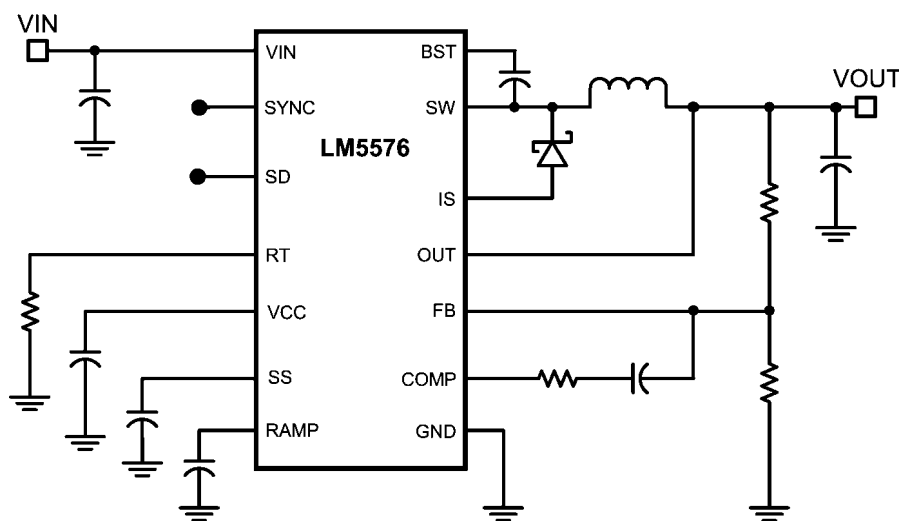 VIN
VIN
SYNC
SD
RT
VCC
SS
RAMP
LM5576
BST
SW
IS
OUT
FB
COMP
GND
VOUT